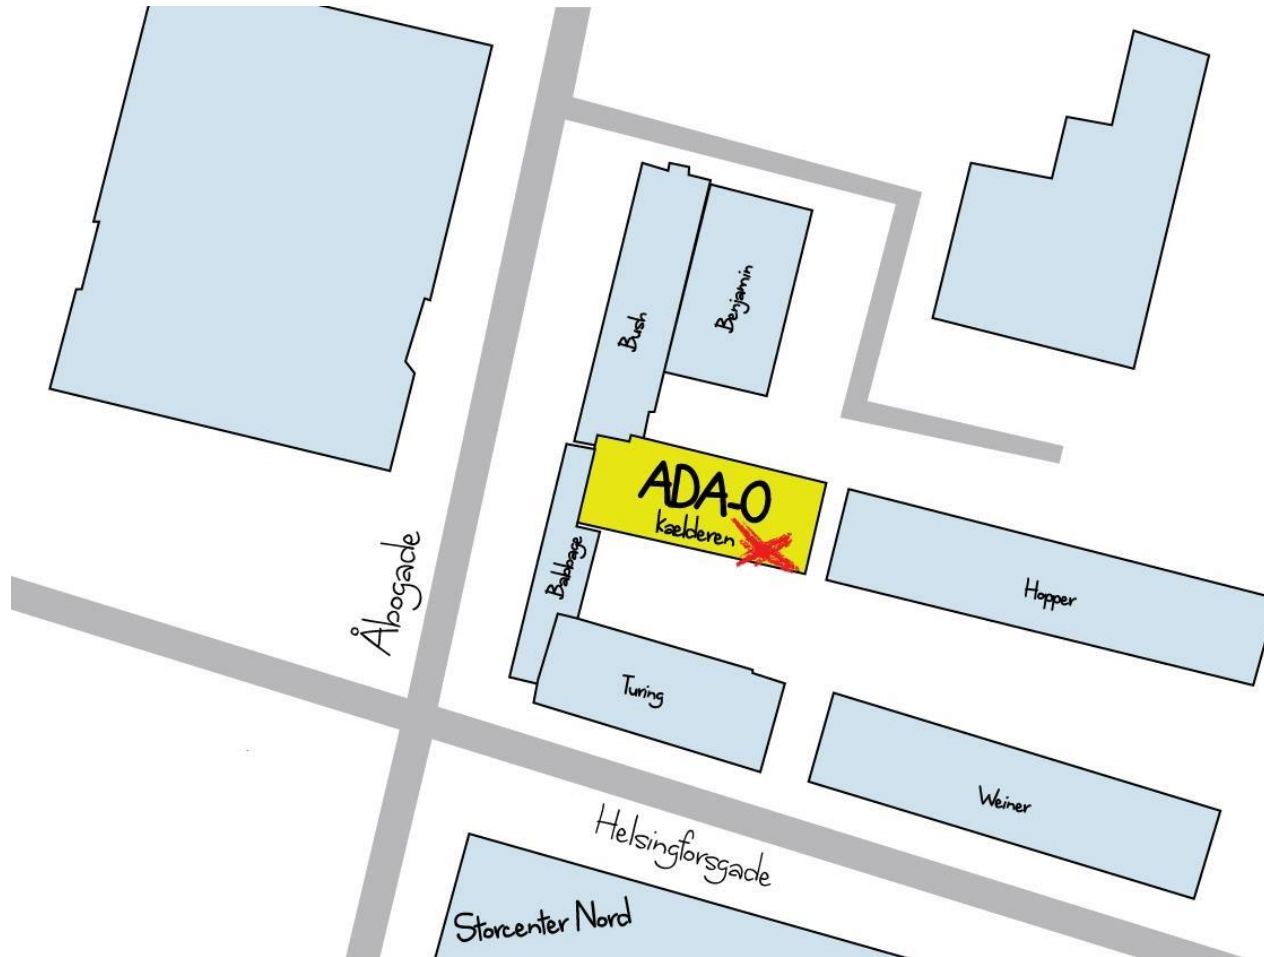 Benjamin
Bush
ADA-0
kælderen
Babbage
Hopper
Åbogade
Turing
Weiner
Helsingforsgade
Storcenter Nord